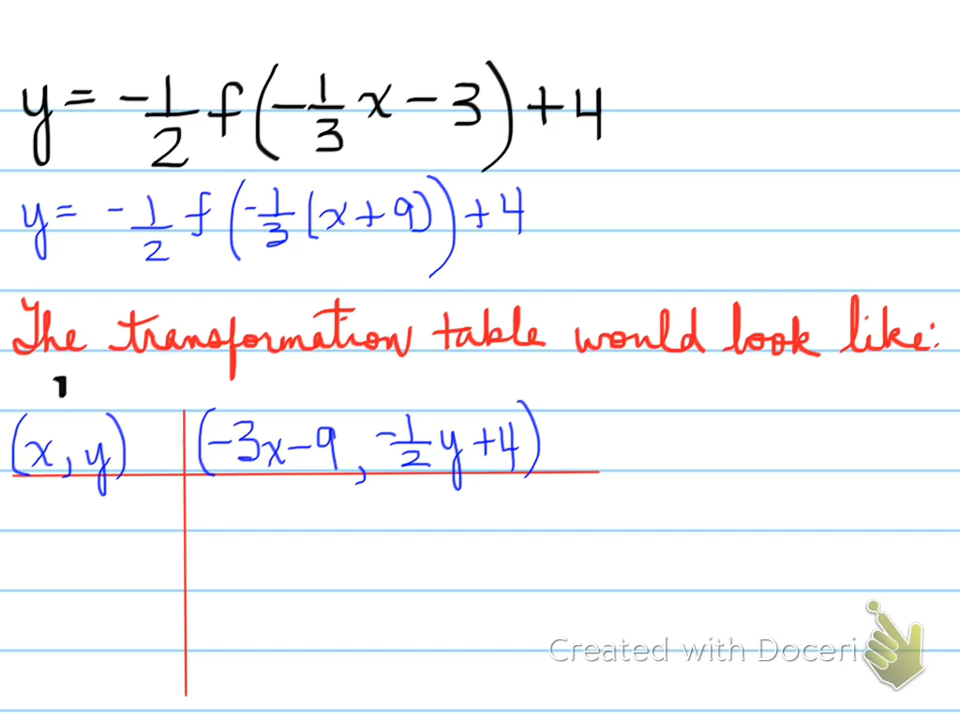 y = -1/2 f(-1/3 x - 3) + 4
y = -1/2 f(-1/3 (x + 9)) + 4
The transformation table would look like:
(x, y) (-3x - 9, -1/2 y + 4)
Created with Doceri